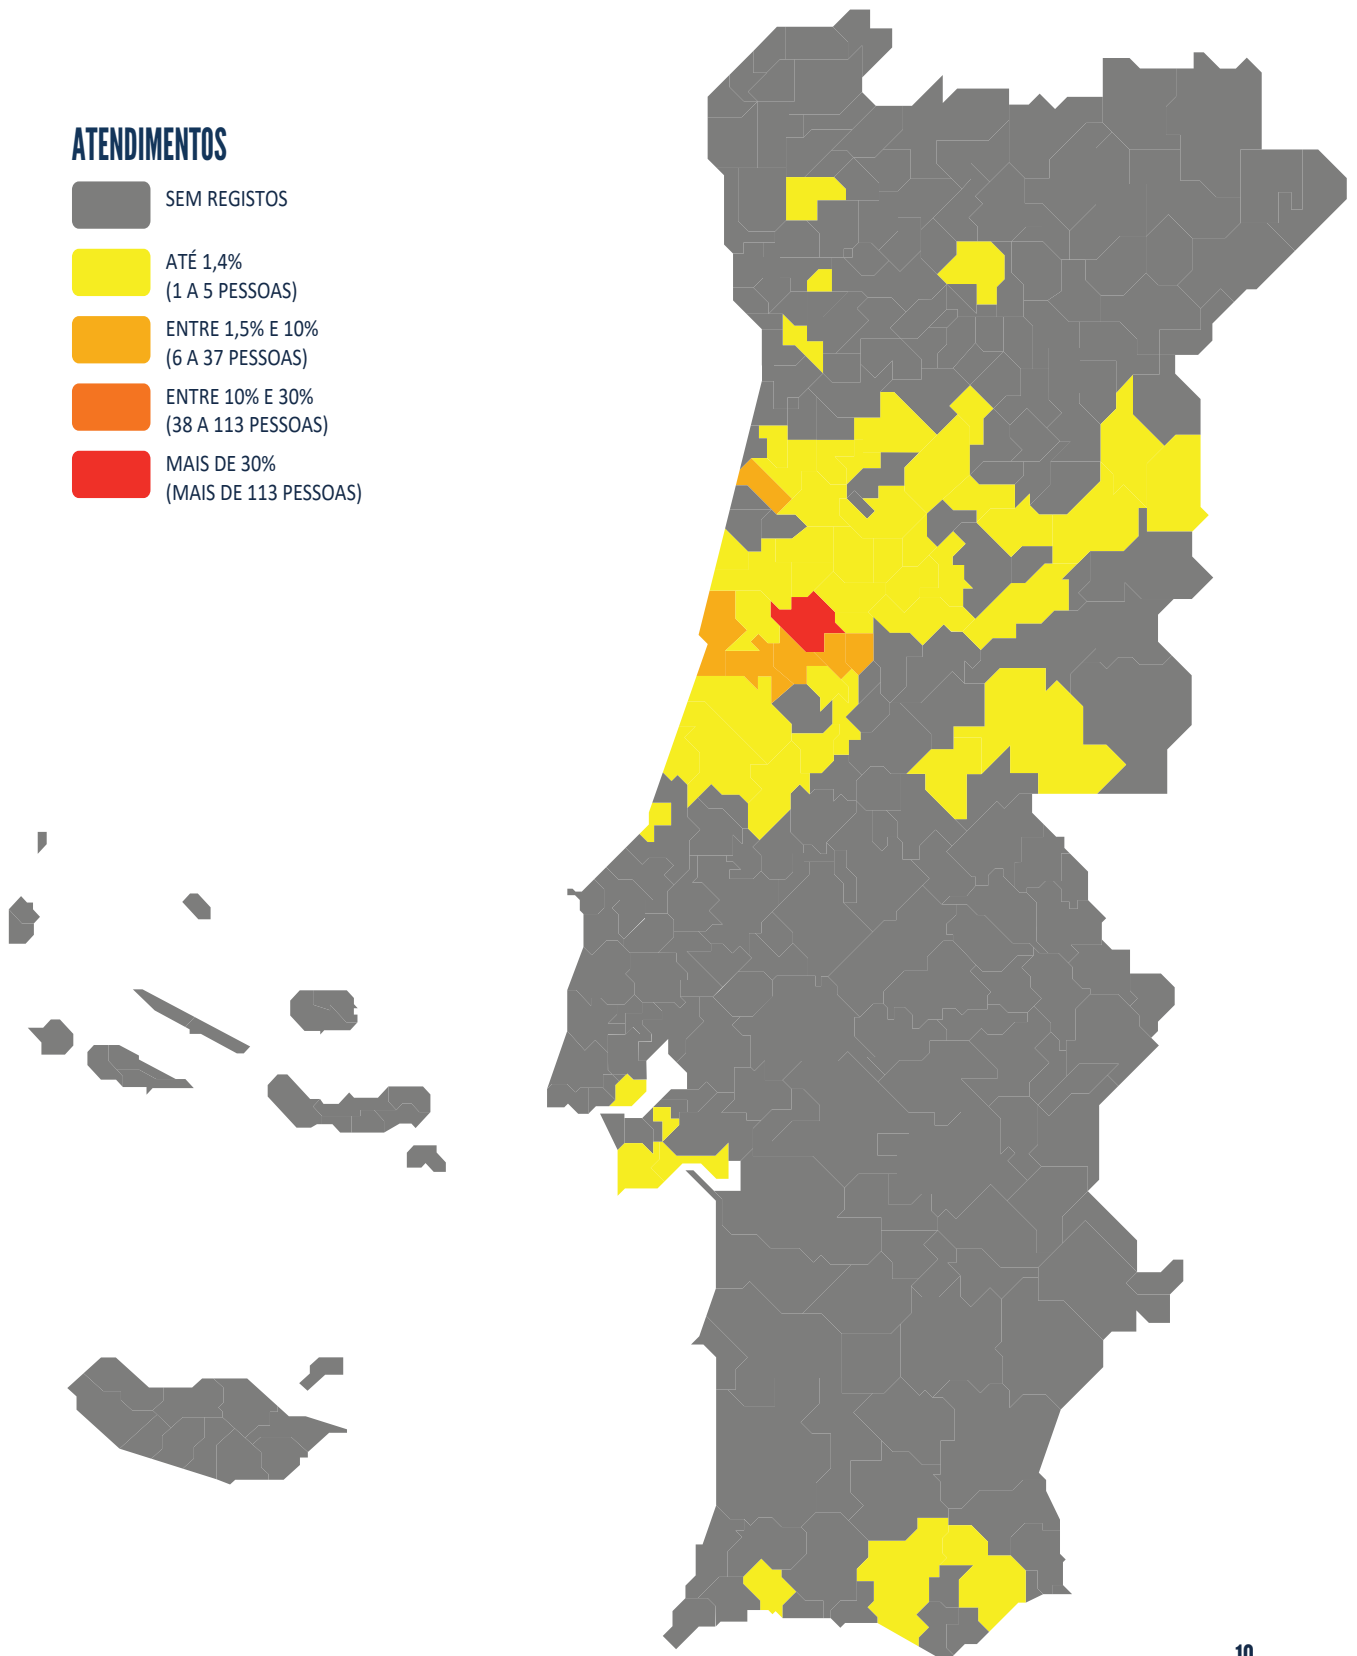 ATENDIMENTOS
SEM REGISTOS
ATÉ 1,4%
(1 A 5 PESSOAS)
ENTRE 1,5% E 10%
(6 A 37 PESSOAS)
ENTRE 10% E 30%
(38 A 113 PESSOAS)
MAIS DE 30%
(MAIS DE 113 PESSOAS)
10